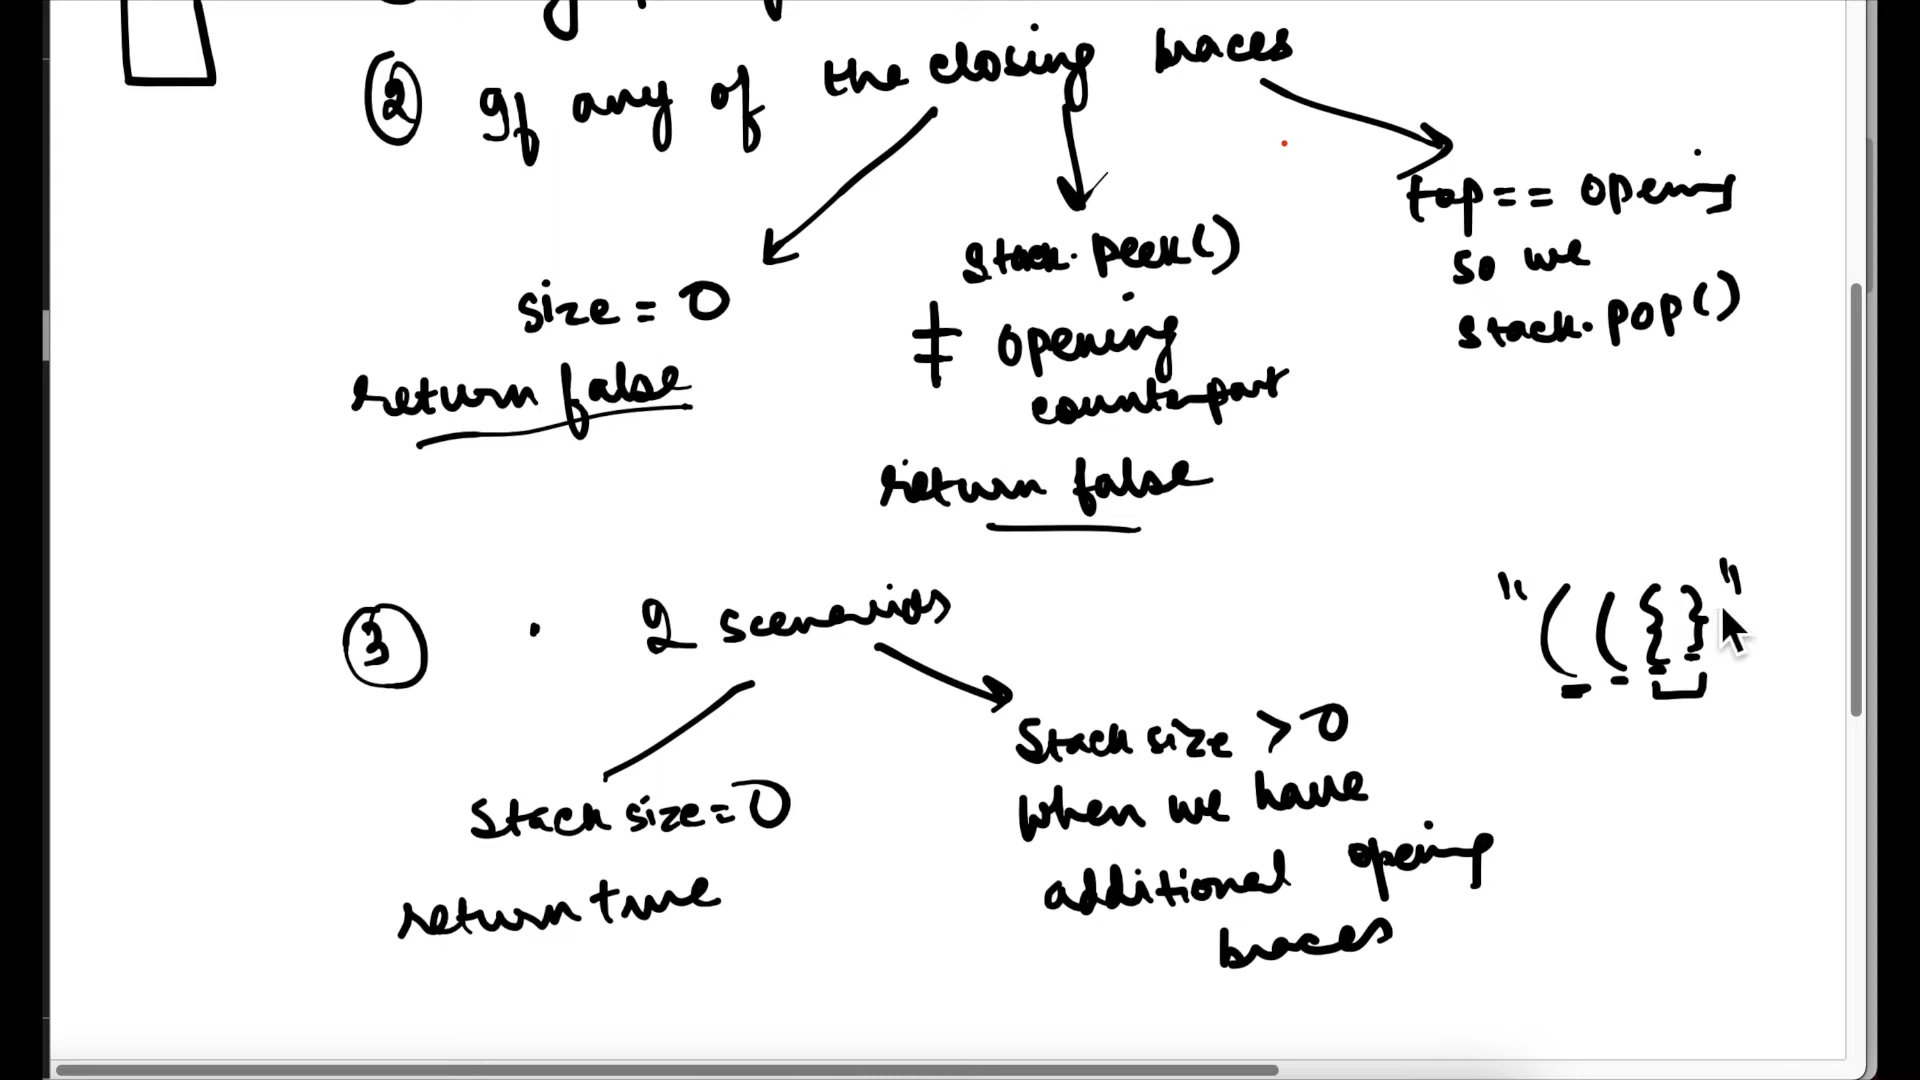 ② If any of the closing braces
size = 0
return false
stack.peek()
≠ opening
counterpart
return false
top == opening
so we
stack.pop()
③ . 2 scenarios
Stack size = 0
return true
Stack size > 0
when we have
additional opening
braces
"(({}"